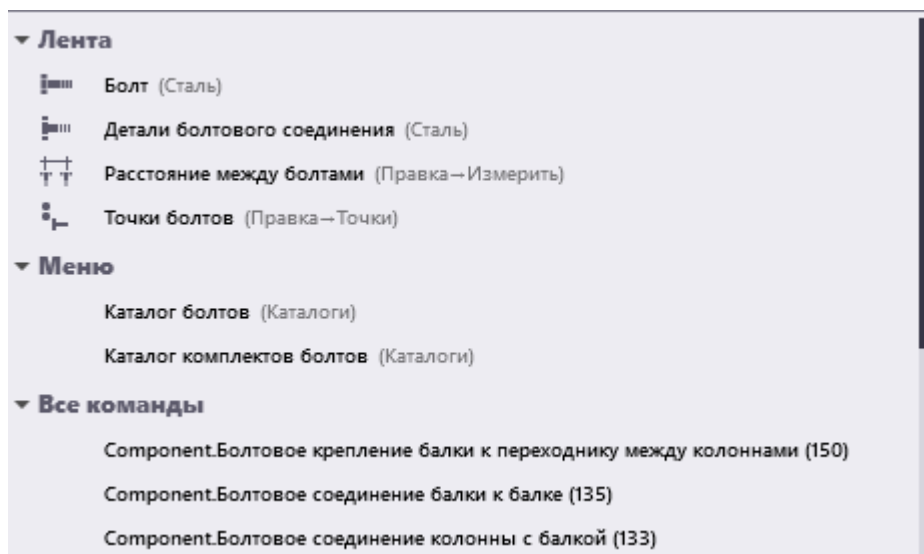 Лента
Болт (Сталь)
Детали болтового соединения (Сталь)
Расстояние между болтами (Правка→Измерить)
Точки болтов (Правка→Точки)
Меню
Каталог болтов (Каталоги)
Каталог комплектов болтов (Каталоги)
Все команды
Component.Болтовое крепление балки к переходнику между колоннами (150)
Component.Болтовое соединение балки к балке (135)
Component.Болтовое соединение колонны с балкой (133)